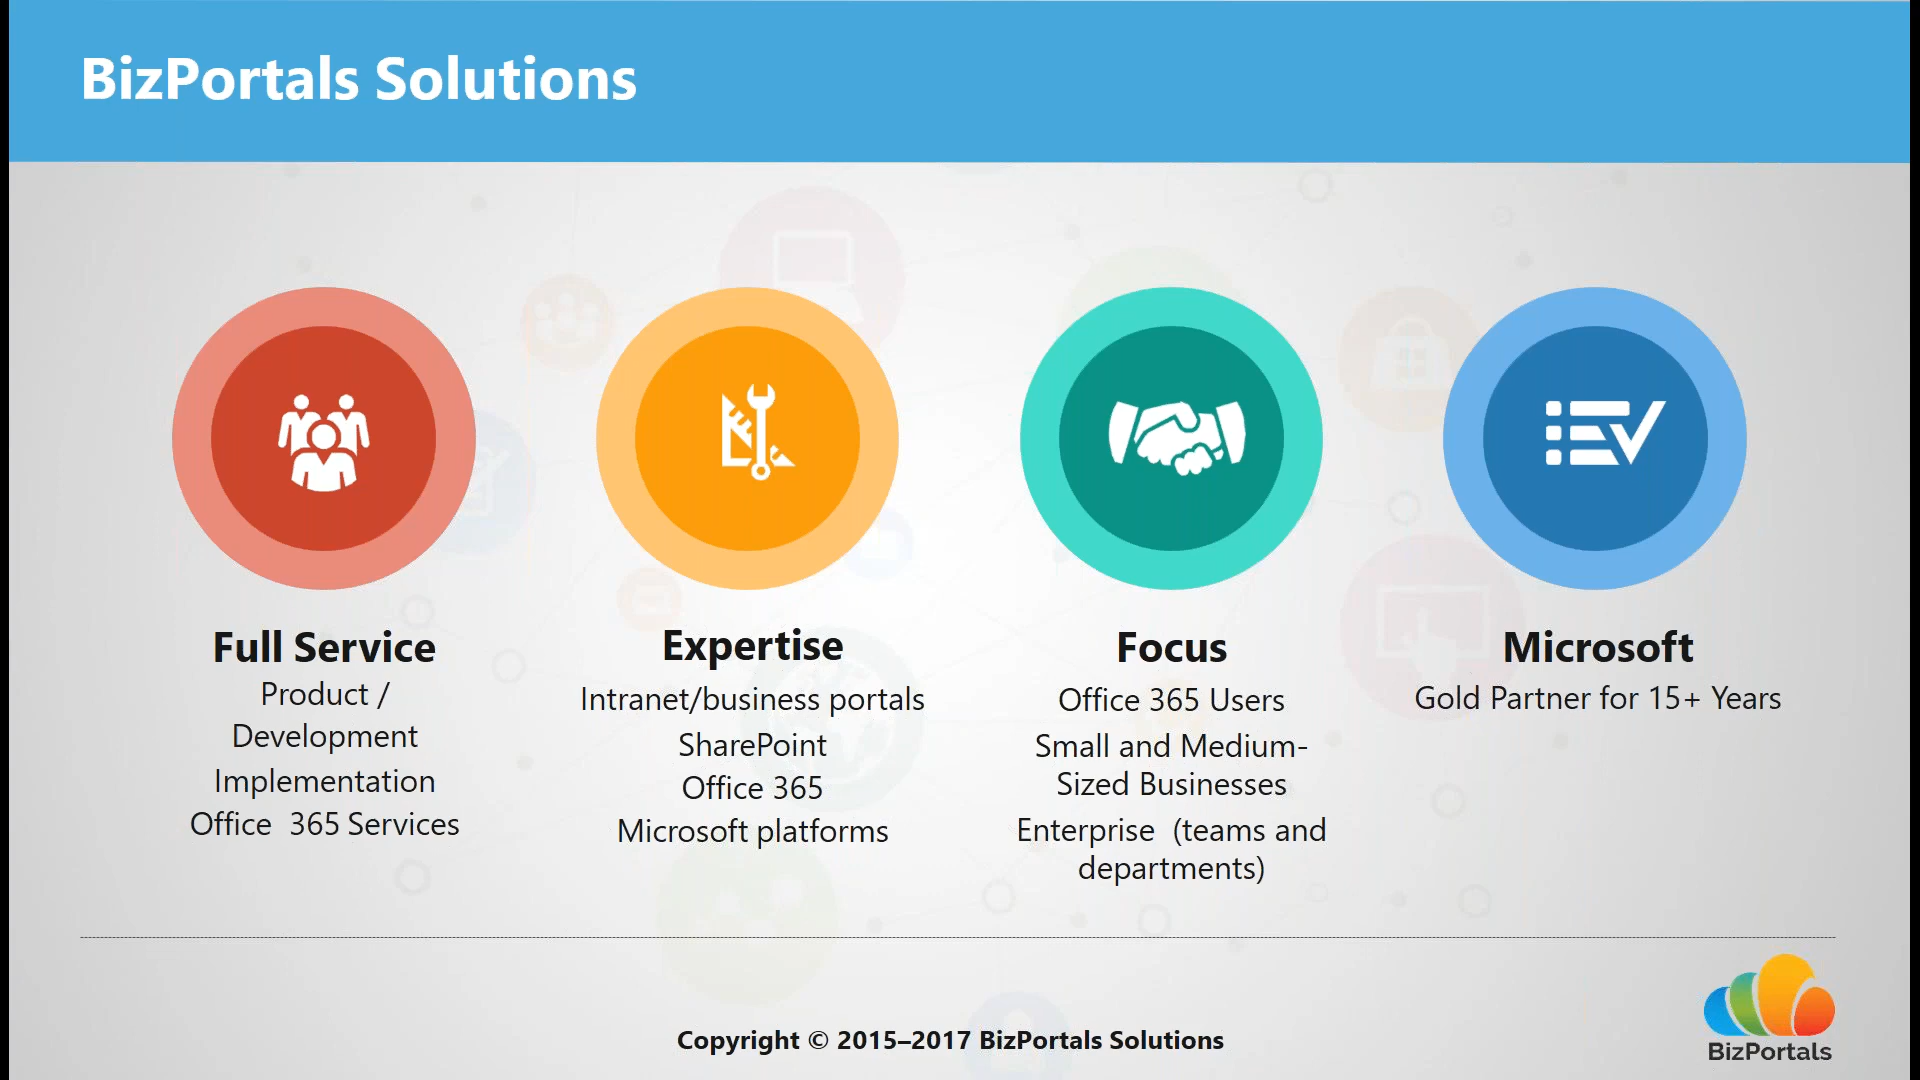 BizPortals Solutions
Full Service
Product /
Development
Implementation
Office  365 Services
Expertise
Intranet/business portals
SharePoint
Office 365
Microsoft platforms
Focus
Office 365 Users
Small and Medium-
Sized Businesses
Enterprise  (teams and
departments)
Microsoft
Gold Partner for 15+ Years
Copyright © 2015–2017 BizPortals Solutions
BizPortals